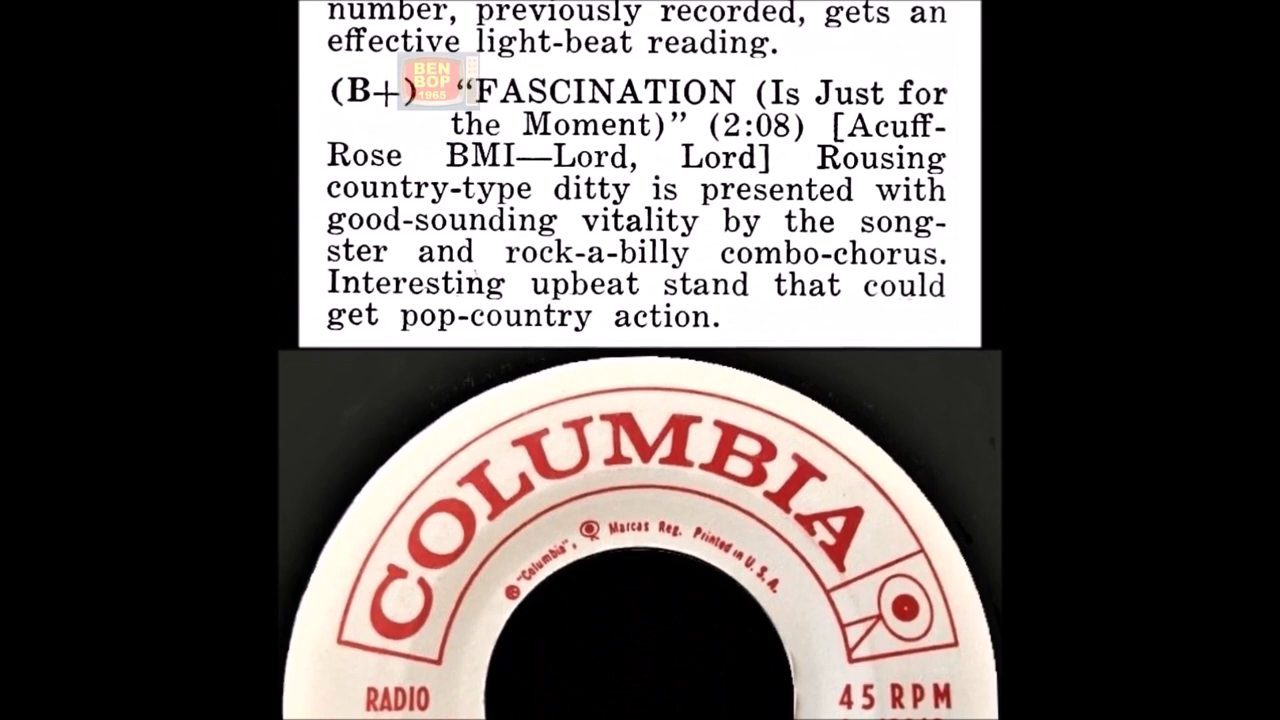 number, previously recorded, gets an
effective light-beat reading.
BEN
BOP
1965
(B+) “FASCINATION (Is Just for
the Moment)” (2:08) [Acuff-
Rose BMI—Lord, Lord] Rousing
country-type ditty is presented with
good-sounding vitality by the song-
ster and rock-a-billy combo-chorus.
Interesting upbeat stand that could
get pop-country action.
COLUMBIA
"Columbia", Marcas Reg. Printed in U. S. A.
RADIO
45 RPM